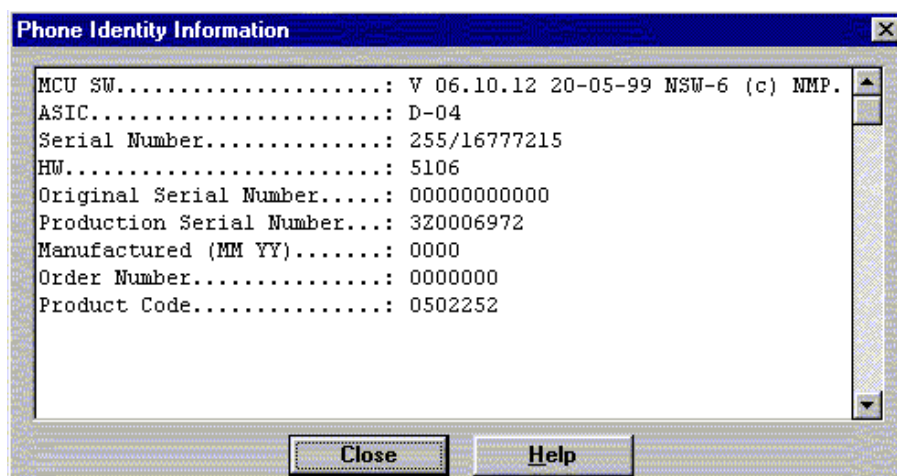 Phone Identity Information
MCU SW.....................: V 06.10.12 20-05-99 NSW-6 (c) NMP.
ASIC.......................: D-04
Serial Number..............: 255/16777215
HW.........................: 5106
Original Serial Number.....: 00000000000
Production Serial Number...: 3Z0006972
Manufactured (MM YY).......: 0000
Order Number...............: 0000000
Product Code...............: 0502252
Close Help